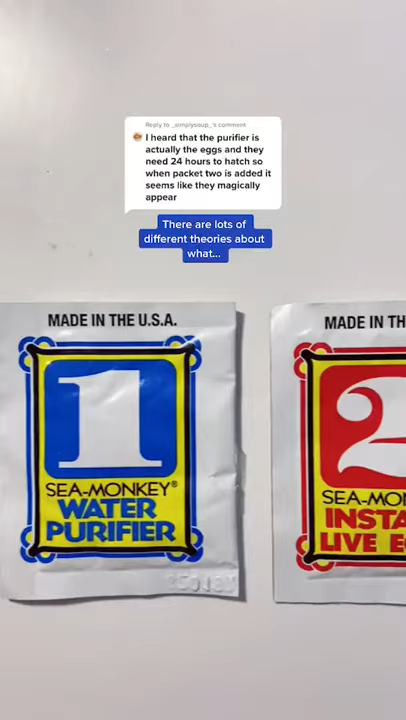 Reply to _simplysoup_'s comment
I heard that the purifier is
actually the eggs and they
need 24 hours to hatch so
when packet two is added it
seems like they magically
appear
There are lots of
different theories about
what...
MADE IN THE U.S.A.
1
SEA-MONKEY®
WATER
PURIFIER
MADE IN TH
2
SEA-MON
INSTA
LIVE E